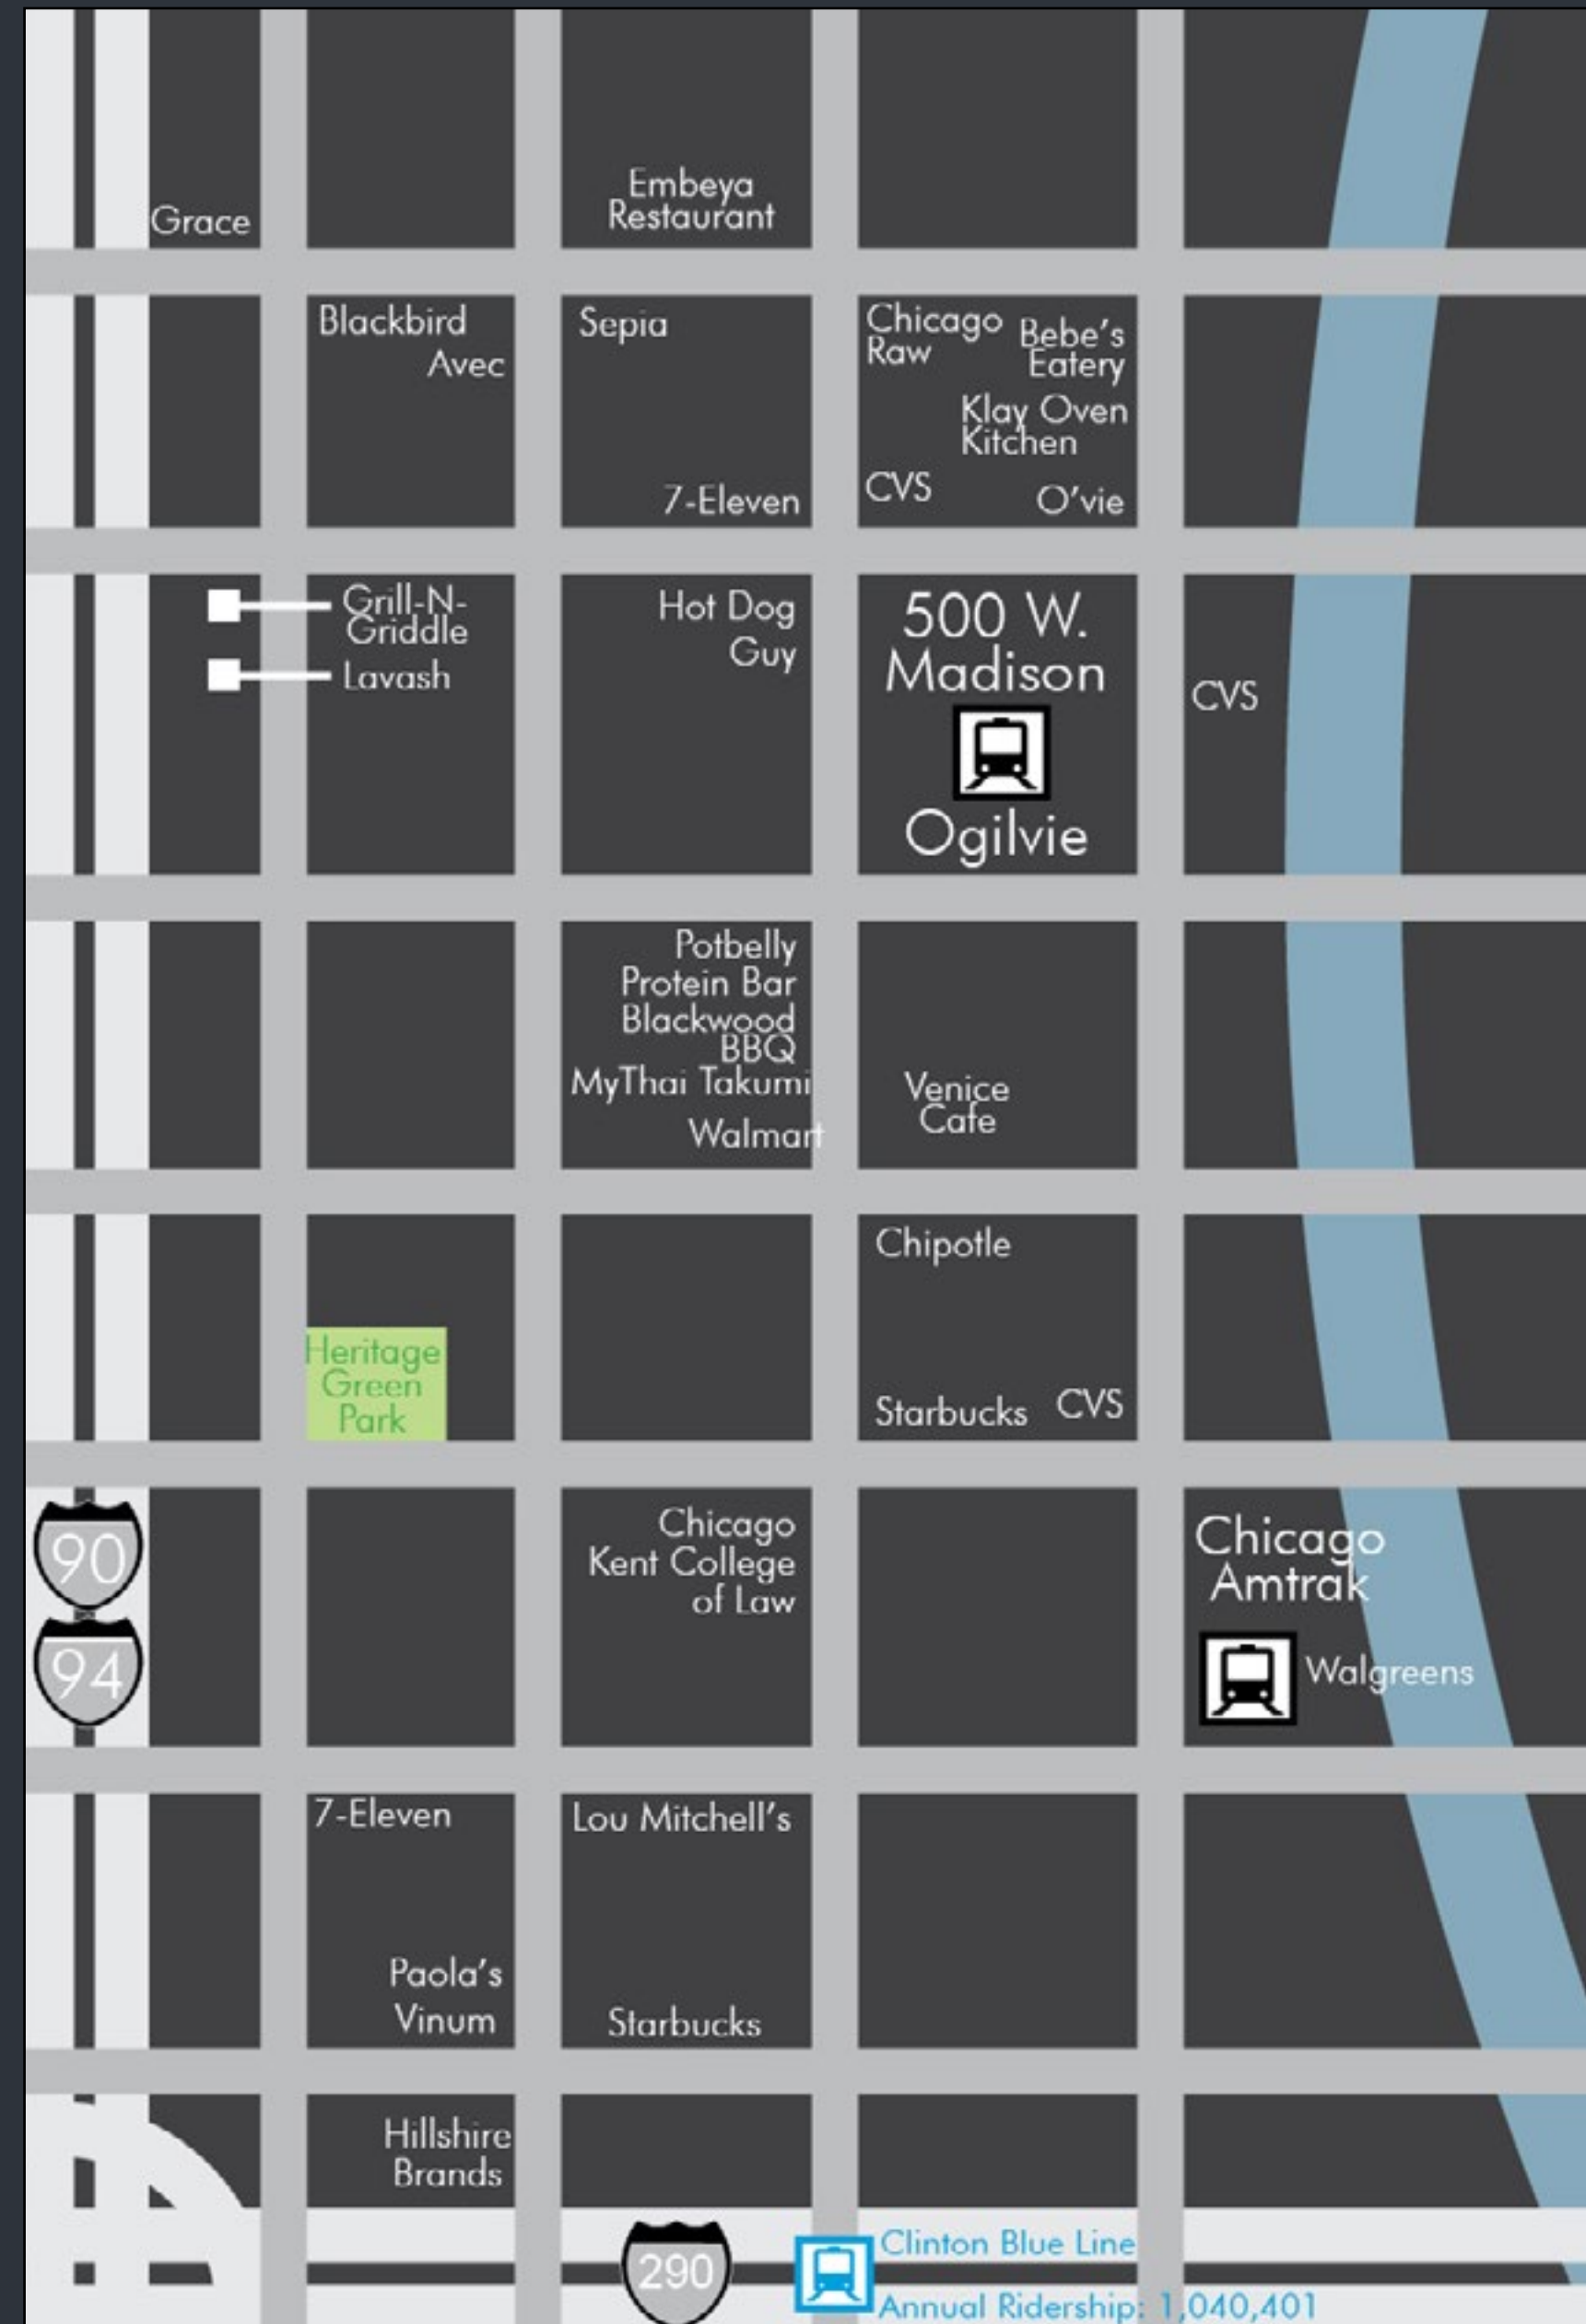 Embeya
Restaurant
Grace
Blackbird
Avec
Sepia
7-Eleven
Chicago
Raw
Bebe's
Eatery
Klay Oven
Kitchen
CVS
O'vie
Grill-N-
Griddle
Lavash
Hot Dog
Guy
500 W.
Madison
Ogilvie
CVS
Potbelly
Protein Bar
Blackwood
BBQ
MyThai Takumi
Walmart
Venice
Cafe
Heritage
Green
Park
Chipotle
Starbucks
CVS
90
94
Chicago
Kent College
of Law
Chicago
Amtrak
Walgreens
7-Eleven
Paola's
Vinum
Lou Mitchell's
Starbucks
Hillshire
Brands
290
Clinton Blue Line
Annual Ridership: 1,040,401